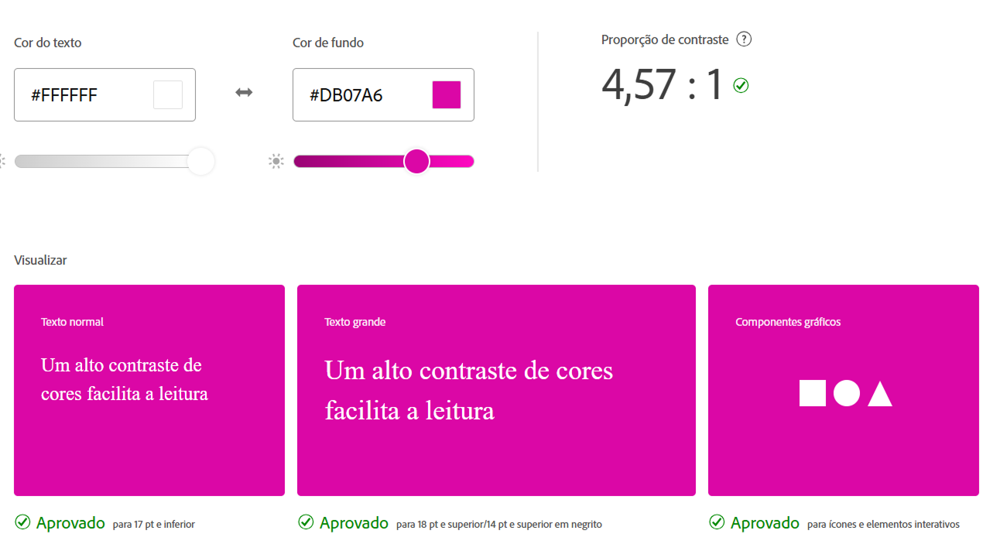 Cor do texto
Cor de fundo
Proporção de contraste ?
#FFFFFF
#DB07A6
4,57 : 1
Visualizar
Texto normal
Um alto contraste de
cores facilita a leitura
Texto grande
Um alto contraste de cores
facilita a leitura
Componentes gráficos
Aprovado para 17 pt e inferior
Aprovado para 18 pt e superior/14 pt e superior em negrito
Aprovado para ícones e elementos interativos